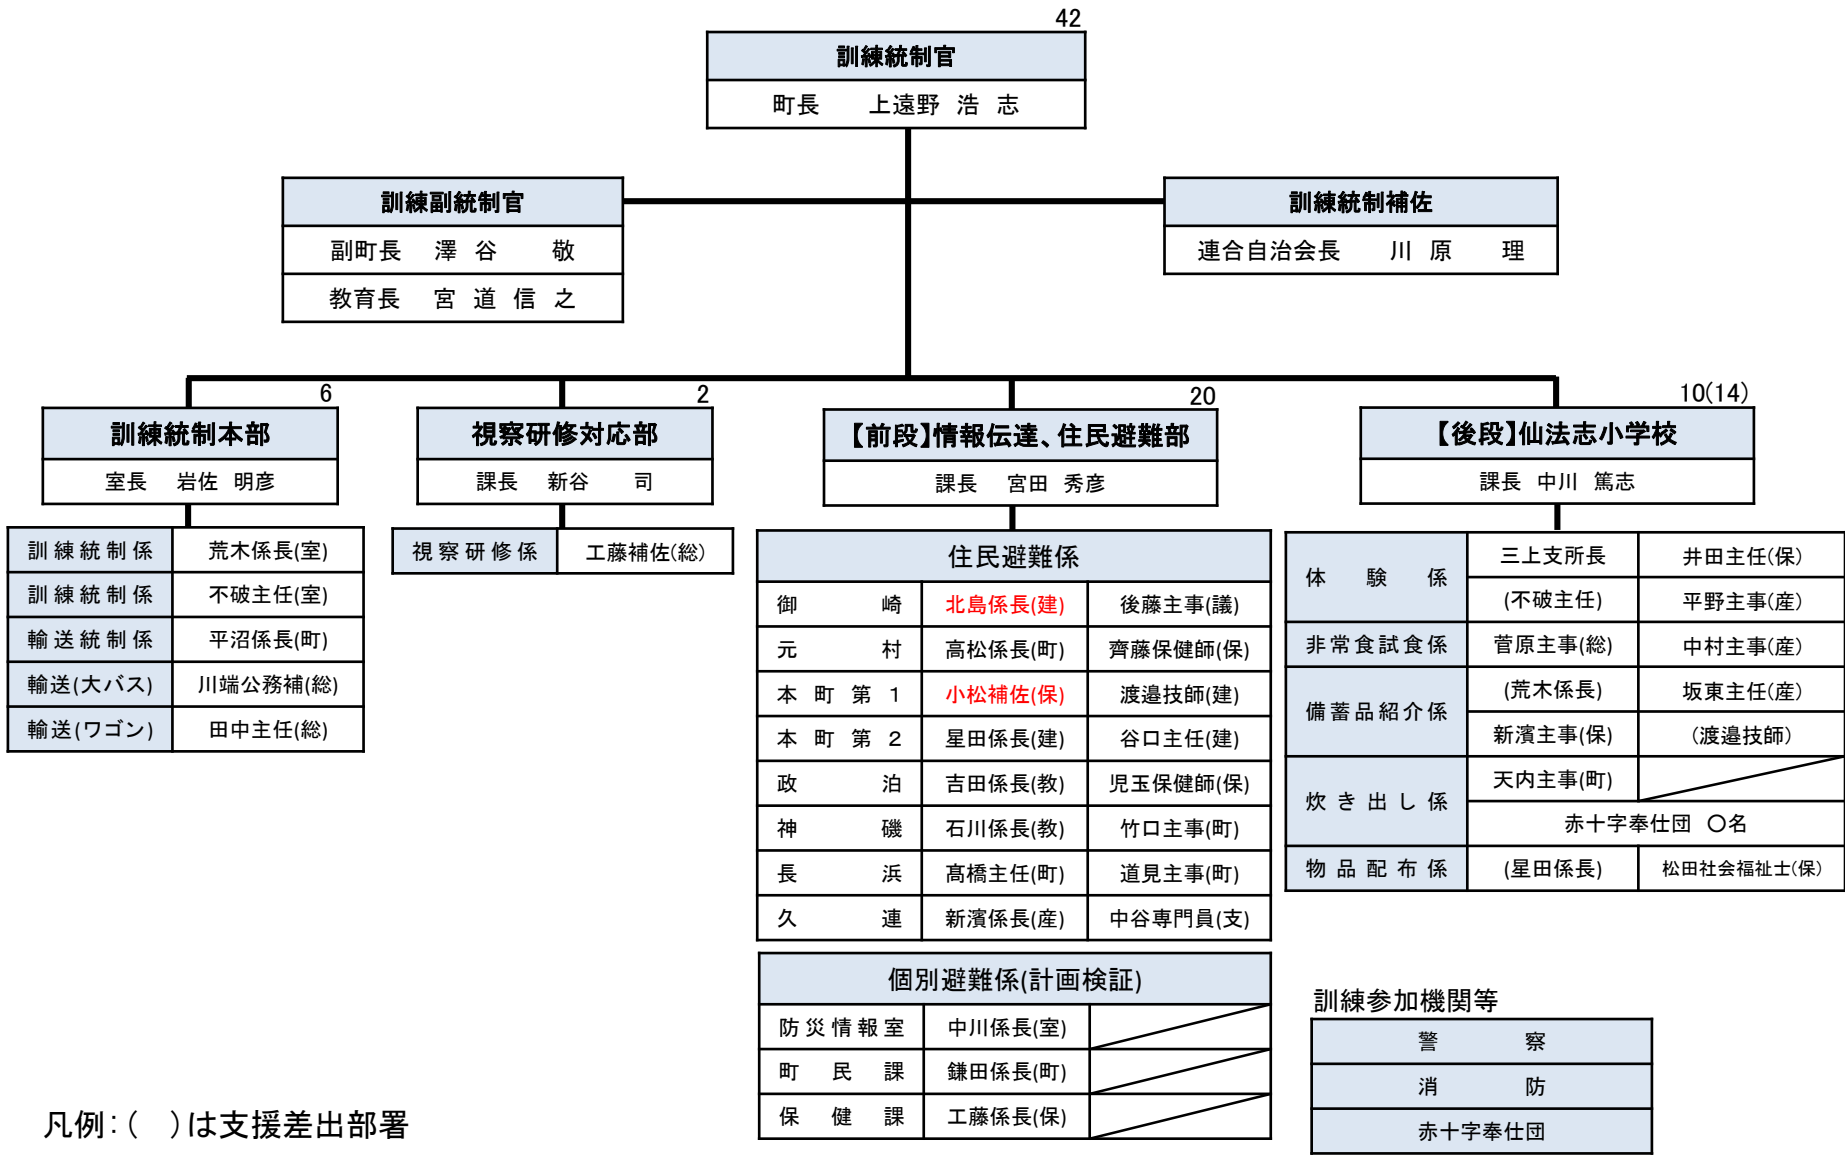 42
訓練統制官
町長 上遠野 浩 志
訓練副統制官
副町長 澤 谷 敬
教育長 宮 道 信 之
訓練統制補佐
連合自治会長 川 原 理
6
訓練統制本部
室長 岩佐 明彦
訓練統制係 荒木係長(室)
訓練統制係 不破主任(室)
輸送統制係 平沼係長(町)
輸送(大バス) 川端公務補(総)
輸送(ワゴン) 田中主任(総)
2
視察研修対応部
課長 新谷 司
視察研修係 工藤補佐(総)
20
【前段】情報伝達、住民避難部
課長 宮田 秀彦
住民避難係
御崎 北島係長(建) 後藤主事(議)
元村 高松係長(町) 齊藤保健師(保)
本町第1 小松補佐(保) 渡邉技師(建)
本町第2 星田係長(建) 谷口主任(建)
政泊 吉田係長(教) 児玉保健師(保)
神磯 石川係長(教) 竹口主事(町)
長浜 髙橋主任(町) 道見主事(町)
久連 新濱係長(産) 中谷専門員(支)
個別避難係(計画検証)
防災情報室 中川係長(室)
町民課 鎌田係長(町)
保健課 工藤係長(保)
10(14)
【後段】仙法志小学校
課長 中川 篤志
体験係 三上支所長 井田主任(保)
(不破主任) 平野主事(産)
非常食試食係 菅原主事(総) 中村主事(産)
備蓄品紹介係 (荒木係長) 坂東主任(産)
新濱主事(保) (渡邉技師)
炊き出し係 天内主事(町)
赤十字奉仕団 〇名
物品配布係 (星田係長) 松田社会福祉士(保)
訓練参加機関等
警察
消防
赤十字奉仕団
凡例:( )は支援差出部署